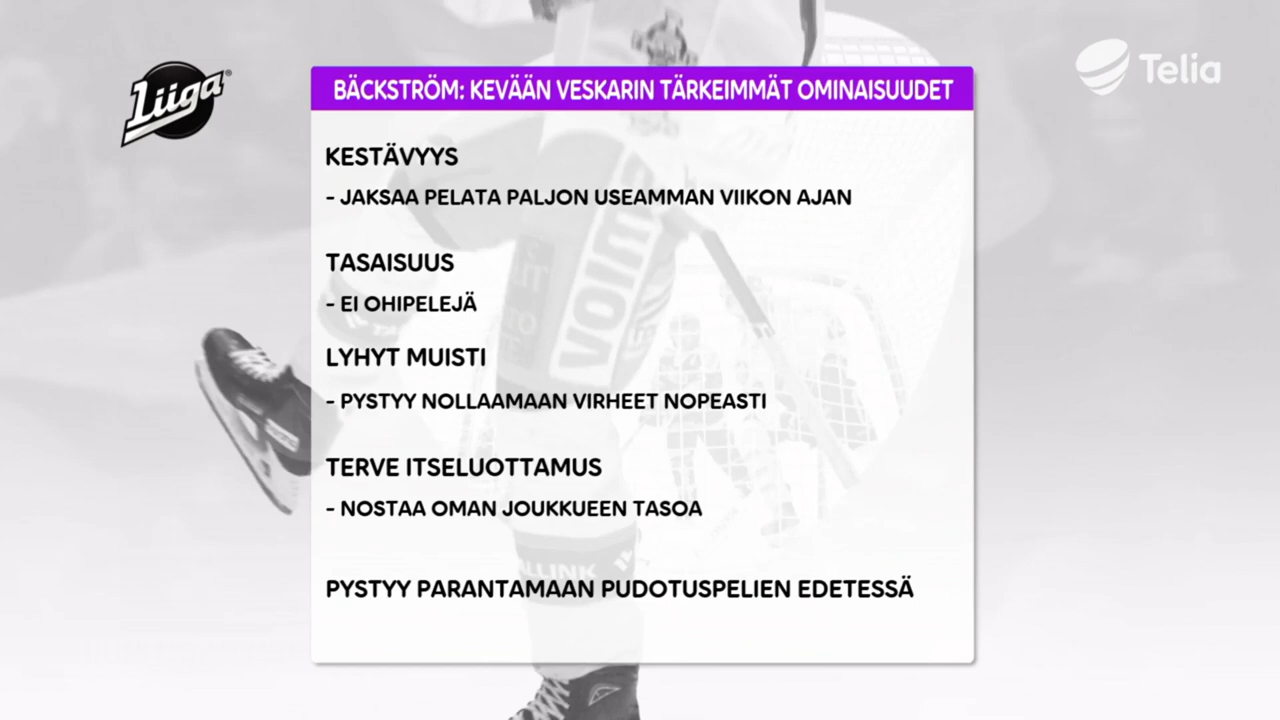 Liiga
Telia
BÄCKSTRÖM: KEVÄÄN VESKARIN TÄRKEIMMÄT OMINAISUUDET
KESTÄVYYS
- JAKSAA PELATA PALJON USEAMMAN VIIKON AJAN
TASAISUUS
- EI OHIPELEJÄ
LYHYT MUISTI
- PYSTYY NOLLAAMAAN VIRHEET NOPEASTI
TERVE ITSELUOTTAMUS
- NOSTAA OMAN JOUKKUEEN TASOA
PYSTYY PARANTAMAAN PUDOTUSPELIEN EDETESSÄ